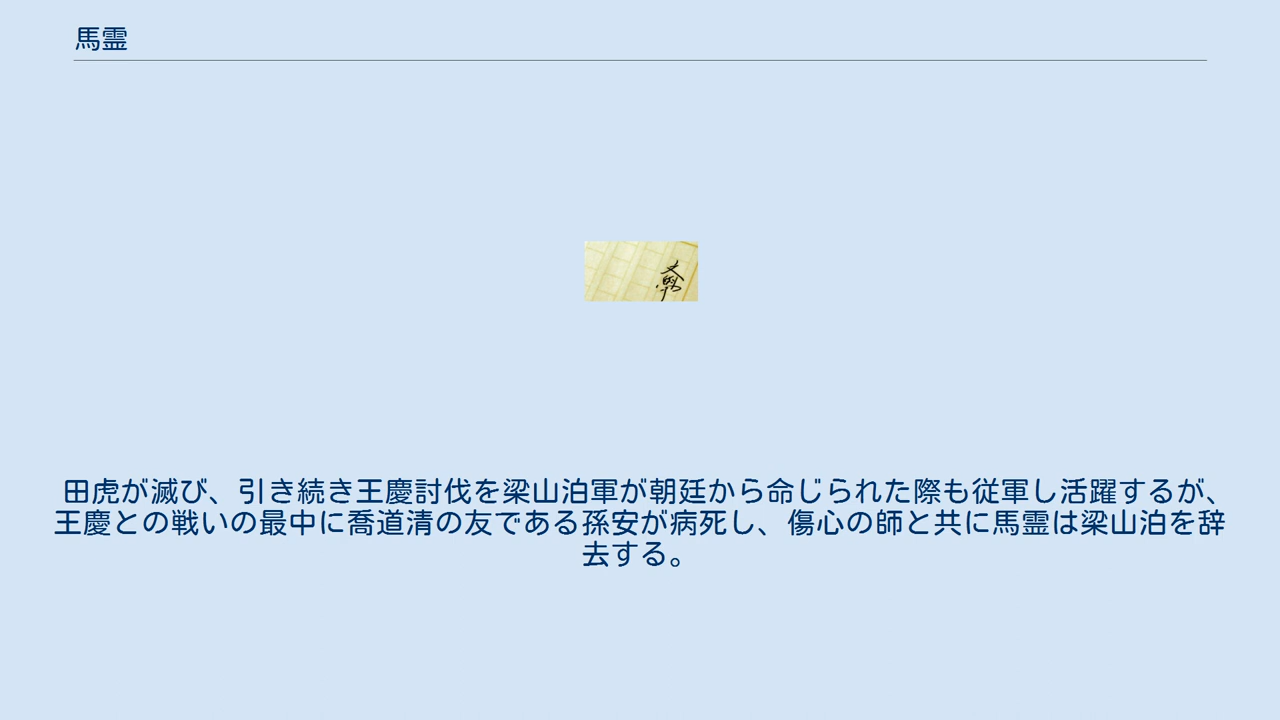 馬霊
田虎が滅び、引き続き王慶討伐を梁山泊軍が朝廷から命じられた際も従軍し活躍するが、
王慶との戦いの最中に喬道清の友である孫安が病死し、傷心の師と共に馬霊は梁山泊を辞
去する。